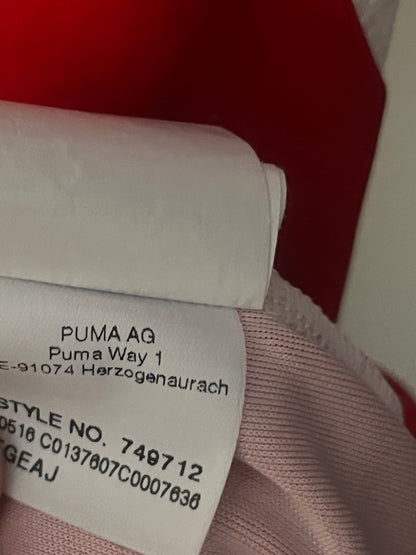 PUMA AG
Puma Way 1
E-91074 Herzogenaurach
STYLE NO. 749712
0516 C0137607C0007636
GEAJ